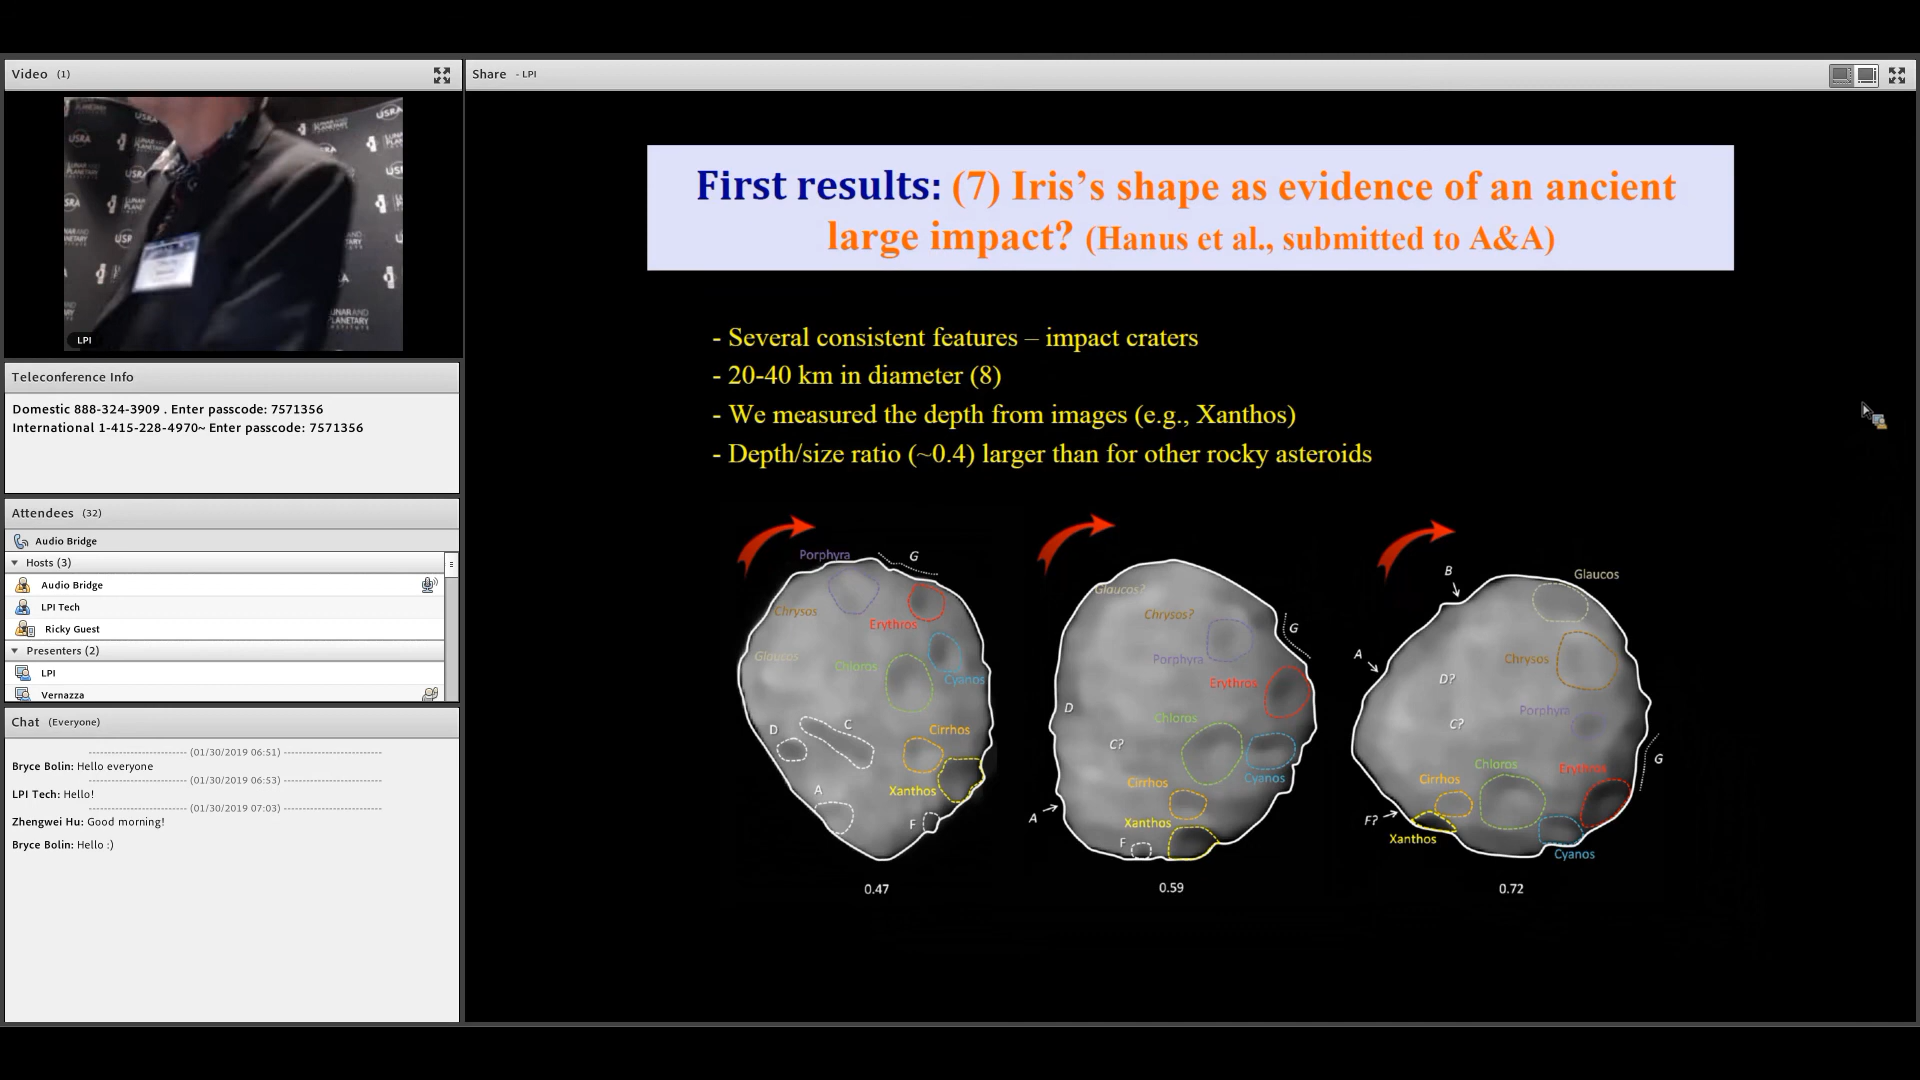 Video (1)
USRA
LUNAR AND
PLANETARY
INSTITUTE
LPI
Teleconference Info
Domestic 888-324-3909 . Enter passcode: 7571356
International 1-415-228-4970~ Enter passcode: 7571356
Attendees (32)
Audio Bridge
Hosts (3)
Audio Bridge
LPI Tech
Ricky Guest
Presenters (2)
LPI
Vernazza
Chat (Everyone)
------------------------ (01/30/2019 06:51) ------------------------
Bryce Bolin: Hello everyone
------------------------ (01/30/2019 06:53) ------------------------
LPI Tech: Hello!
------------------------ (01/30/2019 07:03) ------------------------
Zhengwei Hu: Good morning!
Bryce Bolin: Hello :)
Share - LPI
First results: (7) Iris’s shape as evidence of an ancient
large impact? (Hanus et al., submitted to A&A)
- Several consistent features – impact craters
- 20-40 km in diameter (8)
- We measured the depth from images (e.g., Xanthos)
- Depth/size ratio (~0.4) larger than for other rocky asteroids
Porphyra
G
Chrysos
Erythros
Glaucos
Chloros
Cyanos
D
C
Cirrhos
A
Xanthos
F
0.47
Glaucos?
Chrysos?
G
Porphyra
Erythros
D
Chloros
C?
Cirrhos
Cyanos
A
Xanthos
F
0.59
B
Glaucos
A
Chrysos
D?
Porphyra
C?
G
Cirrhos
Chloros
Erythros
F?
Xanthos
Cyanos
0.72